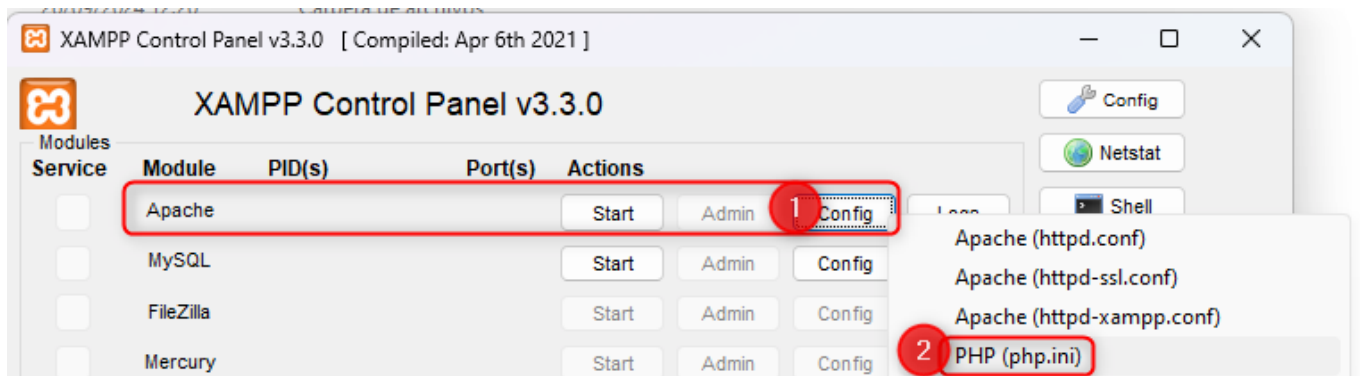 XAMPP Control Panel v3.3.0 [ Compiled: Apr 6th 2021 ]
XAMPP Control Panel v3.3.0
Config
Modules
Netstat
Service Module PID(s) Port(s) Actions
Shell
Apache Start Admin 1 Config
Apache (httpd.conf)
MySQL Start Admin Config
Apache (httpd-ssl.conf)
FileZilla Start Admin Config
Apache (httpd-xampp.conf)
Mercury Start Admin Config
2 PHP (php.ini)